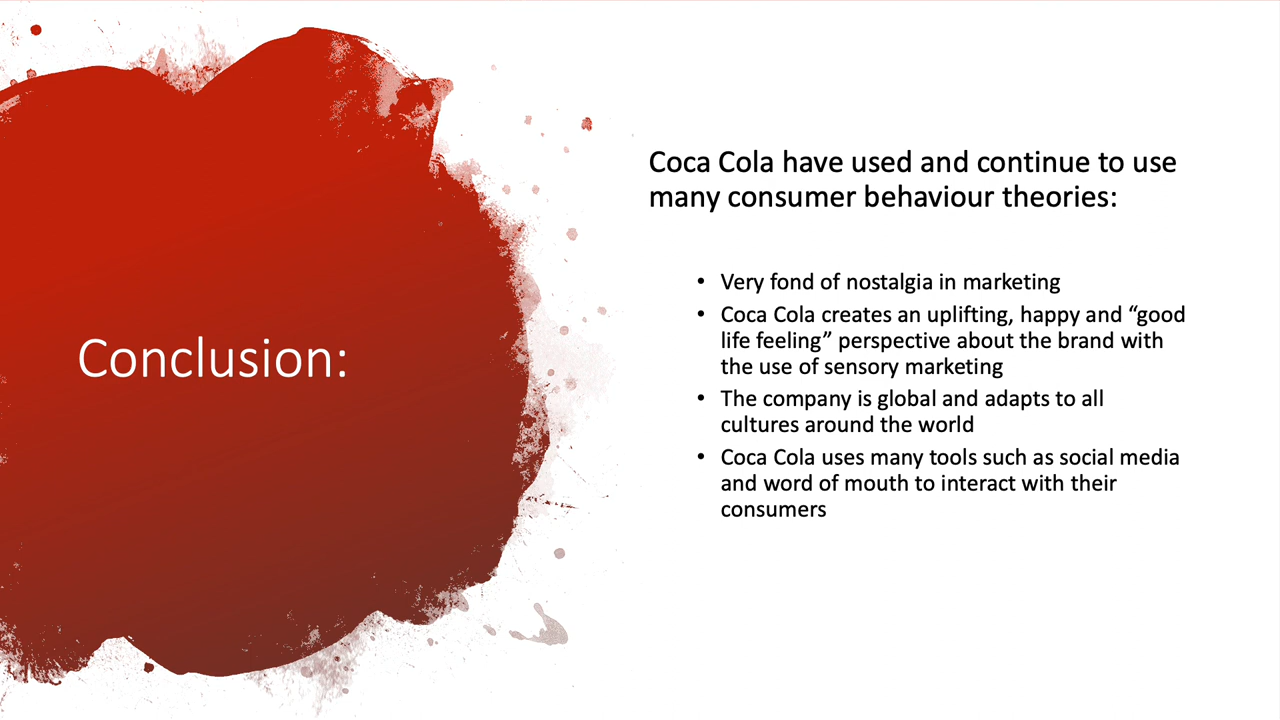 Conclusion:
Coca Cola have used and continue to use
many consumer behaviour theories:
• Very fond of nostalgia in marketing
• Coca Cola creates an uplifting, happy and “good
life feeling” perspective about the brand with
the use of sensory marketing
• The company is global and adapts to all
cultures around the world
• Coca Cola uses many tools such as social media
and word of mouth to interact with their
consumers